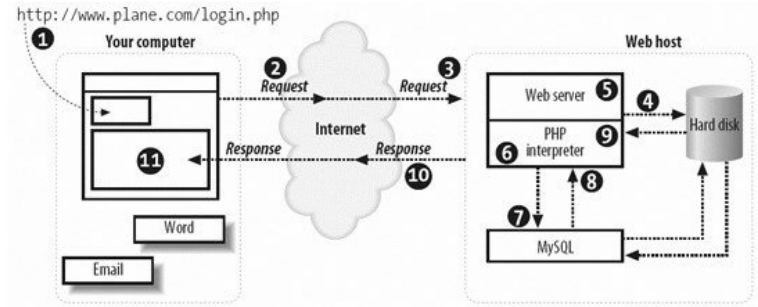 http://www.plane.com/login.php
1
Your computer
Web host
2
Request
Request
3
Web server
5
4
Internet
PHP
interpreter
9
Hard disk
6
Response
Response
10
11
8
7
Word
MySQL
Email